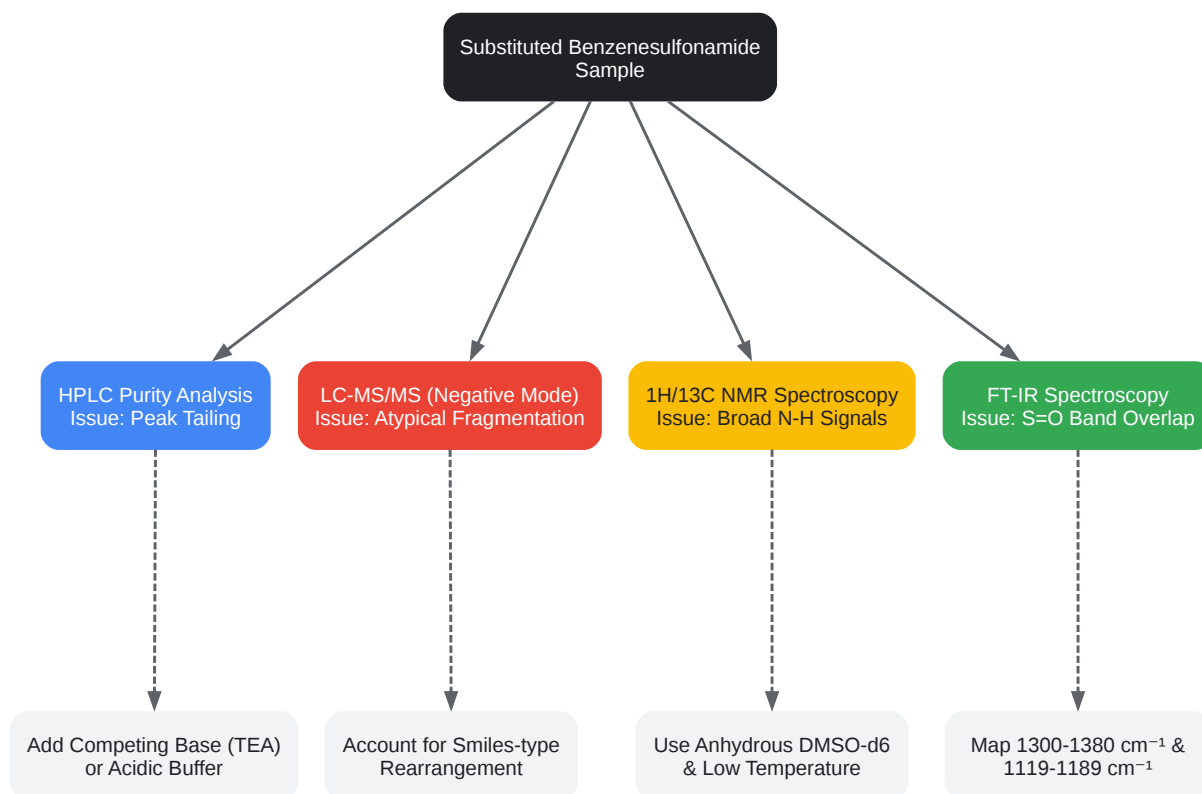 Substituted Benzenesulfonamide
Sample
HPLC Purity Analysis
Issue: Peak Tailing
LC-MS/MS (Negative Mode)
Issue: Atypical Fragmentation
1H/13C NMR Spectroscopy
Issue: Broad N-H Signals
FT-IR Spectroscopy
Issue: S=O Band Overlap
Add Competing Base (TEA)
or Acidic Buffer
Account for Smiles-type
Rearrangement
Use Anhydrous DMSO-d6
& Low Temperature
Map 1300-1380 cm⁻¹ &
1119-1189 cm⁻¹